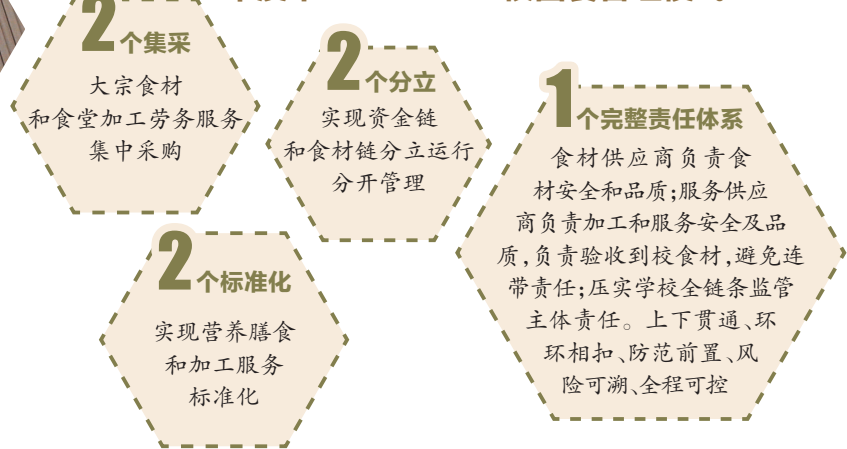 2个集采
大宗食材
和食堂加工劳务服务
集中采购
2个分立
实现资金链
和食材链分立运行
分开管理
2个标准化
实现营养膳食
和加工服务
标准化
1个完整责任体系
食材供应商负责食
材安全和品质;服务供应
商负责加工和服务安全及品
质,负责验收到校食材,避免连
带责任;压实学校全链条监管
主体责任。上下贯通、环
环相扣、防范前置、风
险可溯、全程可控